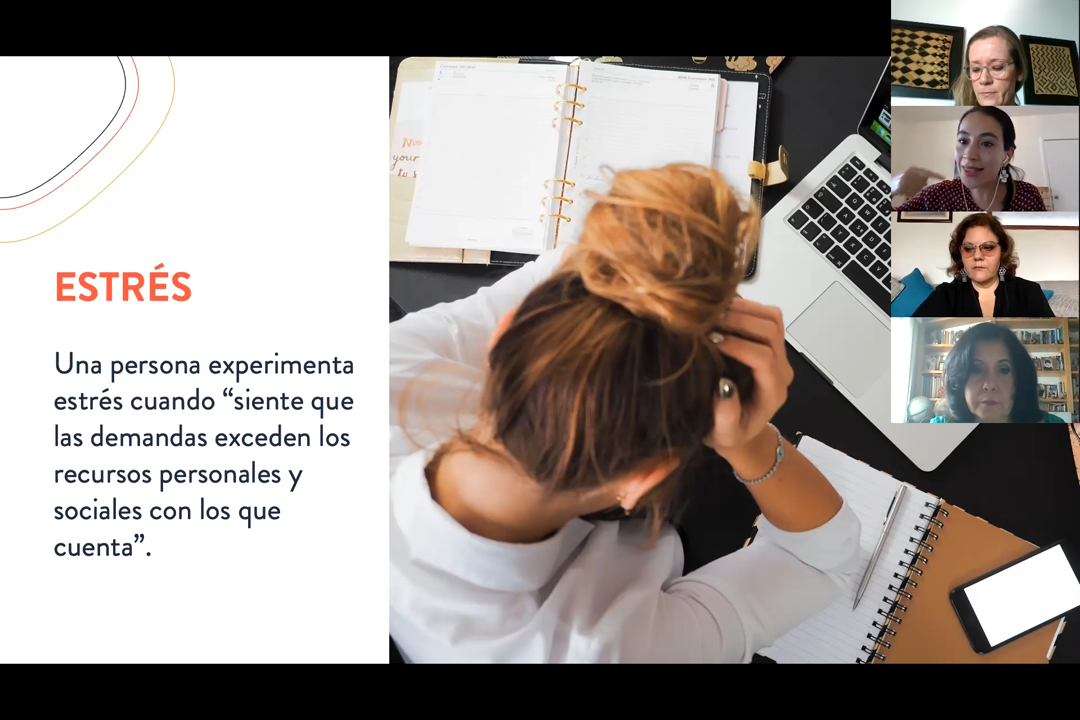 ESTRÉS
Una persona experimenta
estrés cuando “siente que
las demandas exceden los
recursos personales y
sociales con los que
cuenta”.